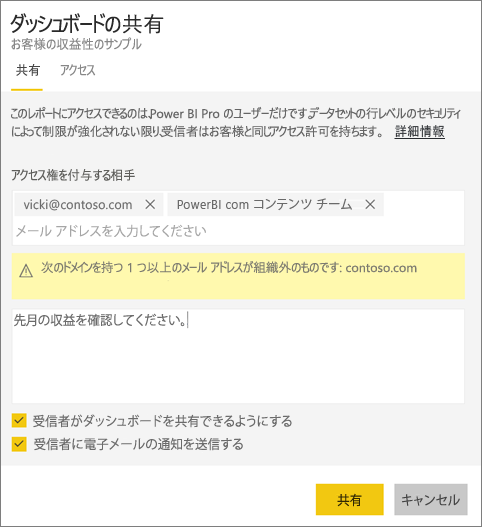 ダッシュボードの共有
お客様の収益性のサンプル
共有 アクセス
このレポートにアクセスできるのは、Power BI Pro のユーザーだけです。データセットの行レベルのセキュリティ
によって制限が強化されない限り、受信者はお客様と同じアクセス許可を持ちます。 詳細情報
アクセス権を付与する相手
vicki@contoso.com × PowerBI com コンテンツ チーム ×
メール アドレスを入力してください
次のドメインを持つ 1 つ以上のメール アドレスが組織外のものです: contoso.com
先月の収益を確認してください。
受信者がダッシュボードを共有できるようにする
受信者に電子メールの通知を送信する
共有 キャンセル